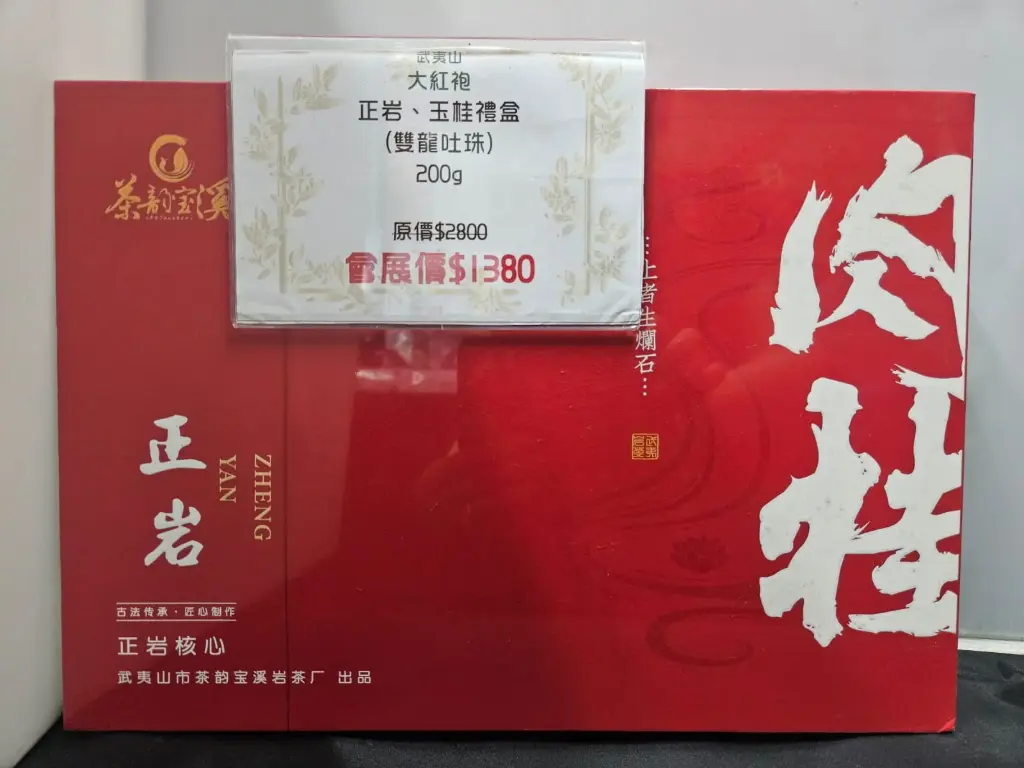 武夷山
大紅袍
正岩、玉桂禮盒
(雙龍吐珠)
200g
原價$2800
會展價$1380
茶韵宝溪
正岩
ZHENG
YAN
古法传承·匠心制作
正岩核心
武夷山市茶韵宝溪岩茶厂 出品
…上者生爛石…
肉桂